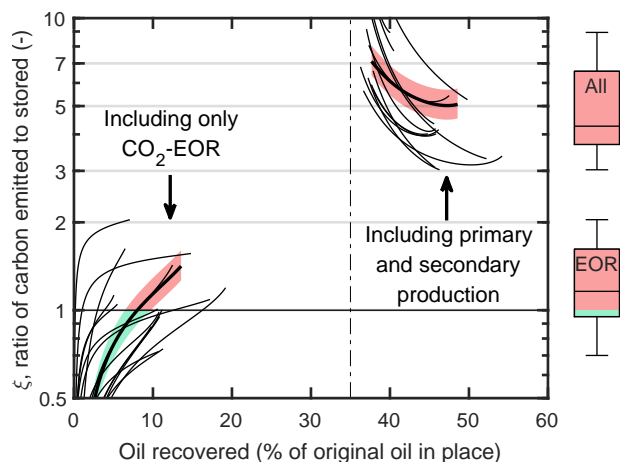 ξ, ratio of carbon emitted to stored (-)
10
7
5
3
2
1
0.5
Including only
CO2-EOR
Including primary
and secondary
production
All
EOR
0
10
20
30
40
50
60
Oil recovered (% of original oil in place)